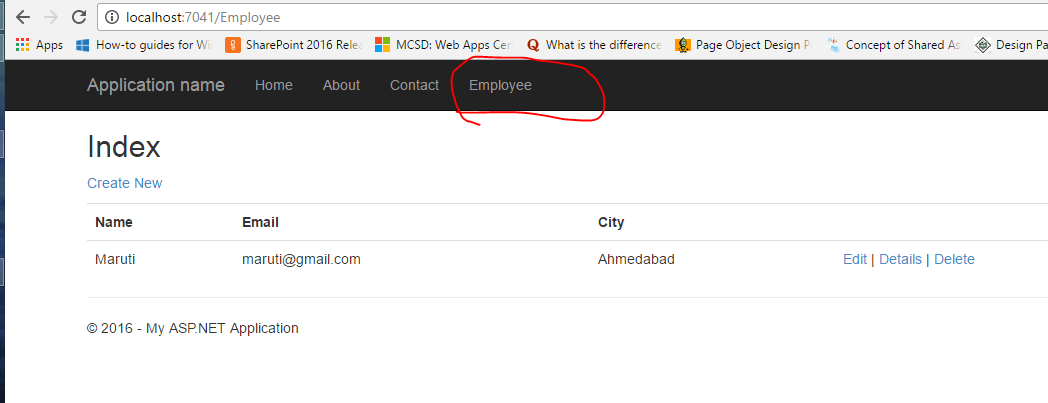 localhost:7041/Employee
Apps How-to guides for Wi SharePoint 2016 Relea MCSD: Web Apps Cer Q What is the difference Page Object Design P Concept of Shared As Design Pa
Application name Home About Contact Employee
Index
Create New
Name Email City
Maruti maruti@gmail.com Ahmedabad Edit | Details | Delete
© 2016 - My ASP.NET Application